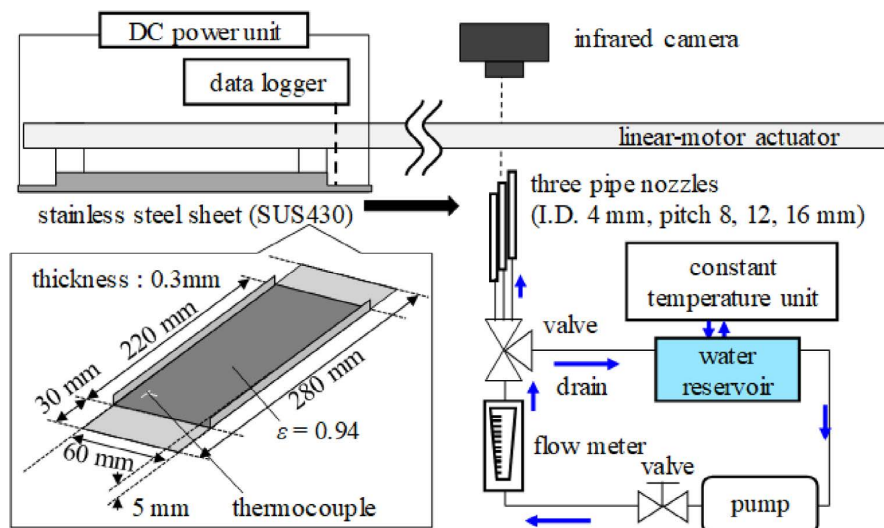 DC power unit
data logger
infrared camera
linear-motor actuator
stainless steel sheet (SUS430)
three pipe nozzles
(I.D. 4 mm, pitch 8, 12, 16 mm)
thickness : 0.3mm
220 mm
30 mm
280 mm
60 mm
5 mm
ε = 0.94
thermocouple
constant
temperature unit
valve
drain
water
reservoir
flow meter
valve
pump